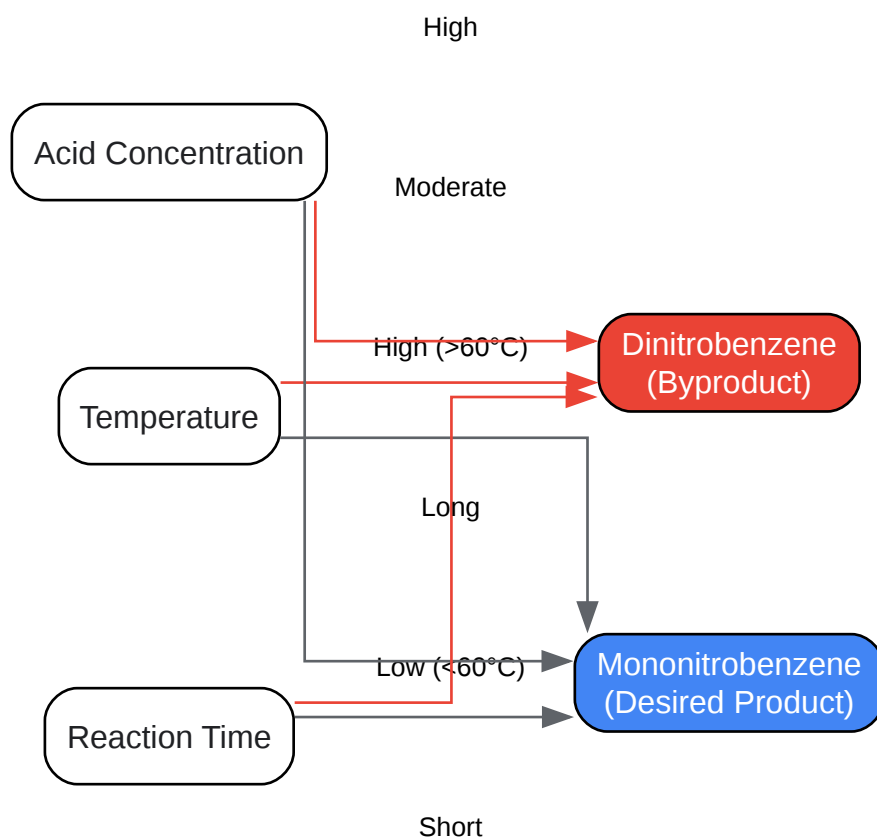 High
Acid Concentration
Moderate
High (>60°C)
Dinitrobenzene
(Byproduct)
Temperature
Long
Low (<60°C)
Mononitrobenzene
(Desired Product)
Reaction Time
Short